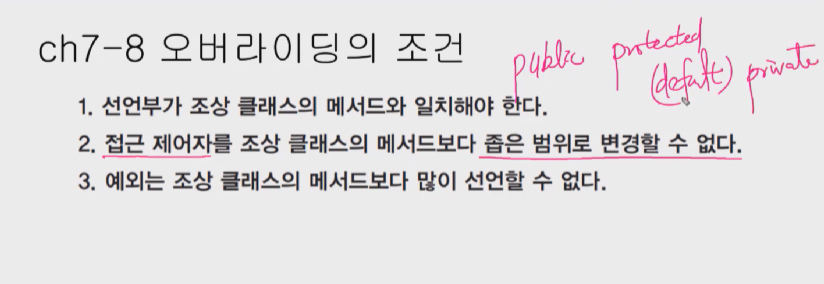 ch7-8 오버라이딩의 조건
public protected (default) private
1. 선언부가 조상 클래스의 메서드와 일치해야 한다.
2. 접근 제어자를 조상 클래스의 메서드보다 좁은 범위로 변경할 수 없다.
3. 예외는 조상 클래스의 메서드보다 많이 선언할 수 없다.